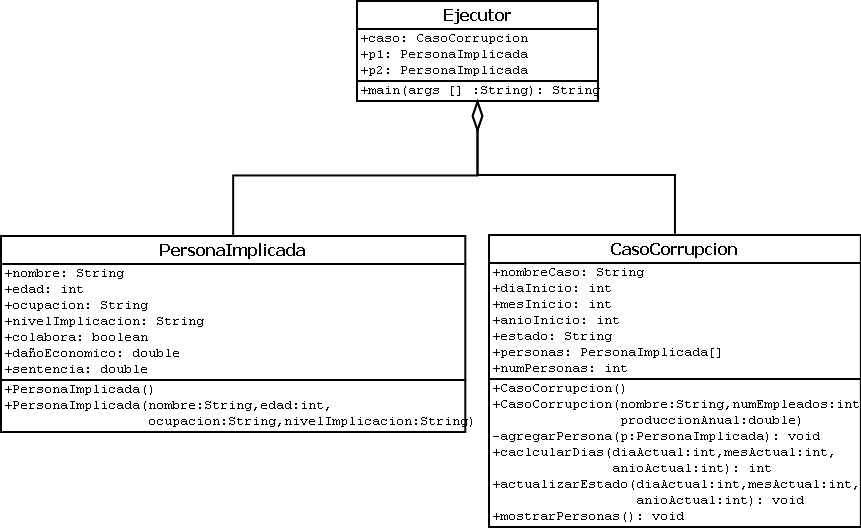 Ejecutor
+caso: CasoCorrupcion
+p1: PersonaImplicada
+p2: PersonaImplicada
+main(args [] :String): String
PersonaImplicada
+nombre: String
+edad: int
+ocupacion: String
+nivelImplicacion: String
+colabora: boolean
+dañoEconomico: double
+sentencia: double
+PersonaImplicada()
+PersonaImplicada(nombre:String,edad:int,
ocupacion:String,nivelImplicacion:String)
CasoCorrupcion
+nombreCaso: String
+diaInicio: int
+mesInicio: int
+anioInicio: int
+estado: String
+personas: PersonaImplicada[]
+numPersonas: int
+CasoCorrupcion()
+CasoCorrupcion(nombre:String,numEmpleados:int
produccionAnual:double)
-agregarPersona(p:PersonaImplicada): void
+caclcularDias(diaActual:int,mesActual:int,
anioActual:int): int
+actualizarEstado(diaActual:int,mesActual:int,
anioActual:int): void
+mostrarPersonas(): void